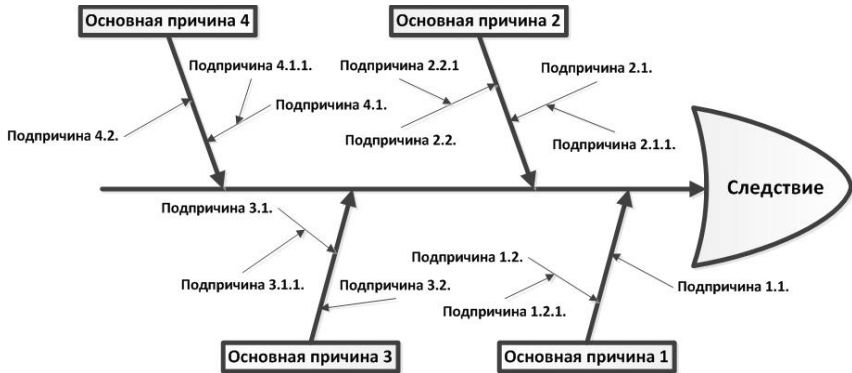 Основная причина 4
Основная причина 2
Подпричина 4.1.1.
Подпричина 2.2.1
Подпричина 2.1.
Подпричина 4.1.
Подпричина 4.2.
Подпричина 2.2.
Подпричина 2.1.1.
Следствие
Подпричина 3.1.
Подпричина 1.2.
Подпричина 3.1.1.
Подпричина 3.2.
Подпричина 1.1.
Подпричина 1.2.1.
Основная причина 3
Основная причина 1